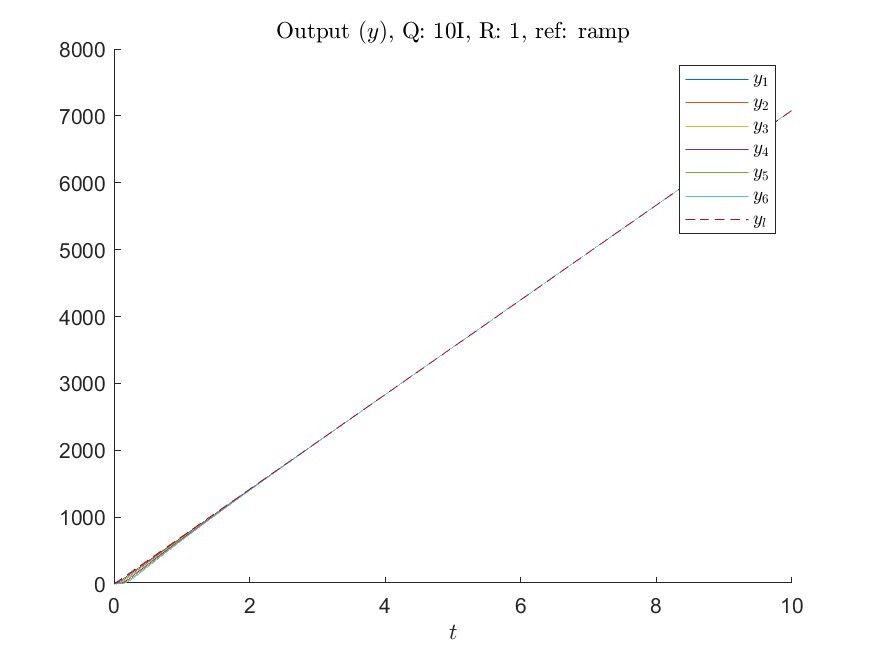 Output (y), Q: 10I, R: 1, ref: ramp
8000
7000
6000
5000
4000
3000
2000
1000
0
0 2 4 6 8 10
t
y1
y2
y3
y4
y5
y6
yl